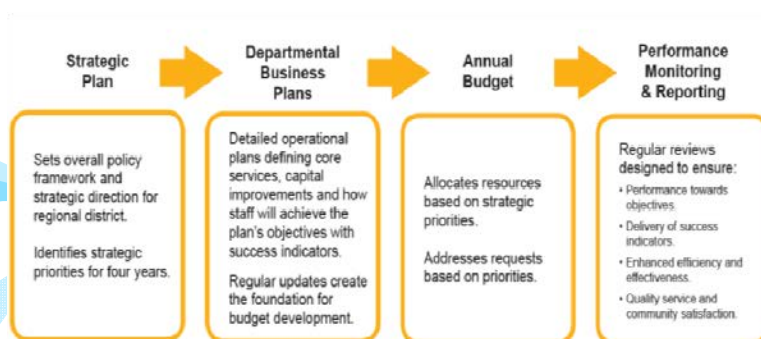 Strategic
Plan
Departmental
Business
Plans
Annual
Budget
Performance
Monitoring
& Reporting
Sets overall policy
framework and
strategic direction for
regional district.
Identifies strategic
priorities for four years.
Detailed operational
plans defining core
services, capital
improvements and how
staff will achieve the
plan's objectives with
success indicators.
Regular updates create
the foundation for
budget development.
Allocates resources
based on strategic
priorities.
Addresses requests
based on priorities.
Regular reviews
designed to ensure:
• Performance towards
objectives.
• Delivery of success
indicators.
• Enhanced efficiency and
effectiveness.
• Quality service and
community satisfaction.